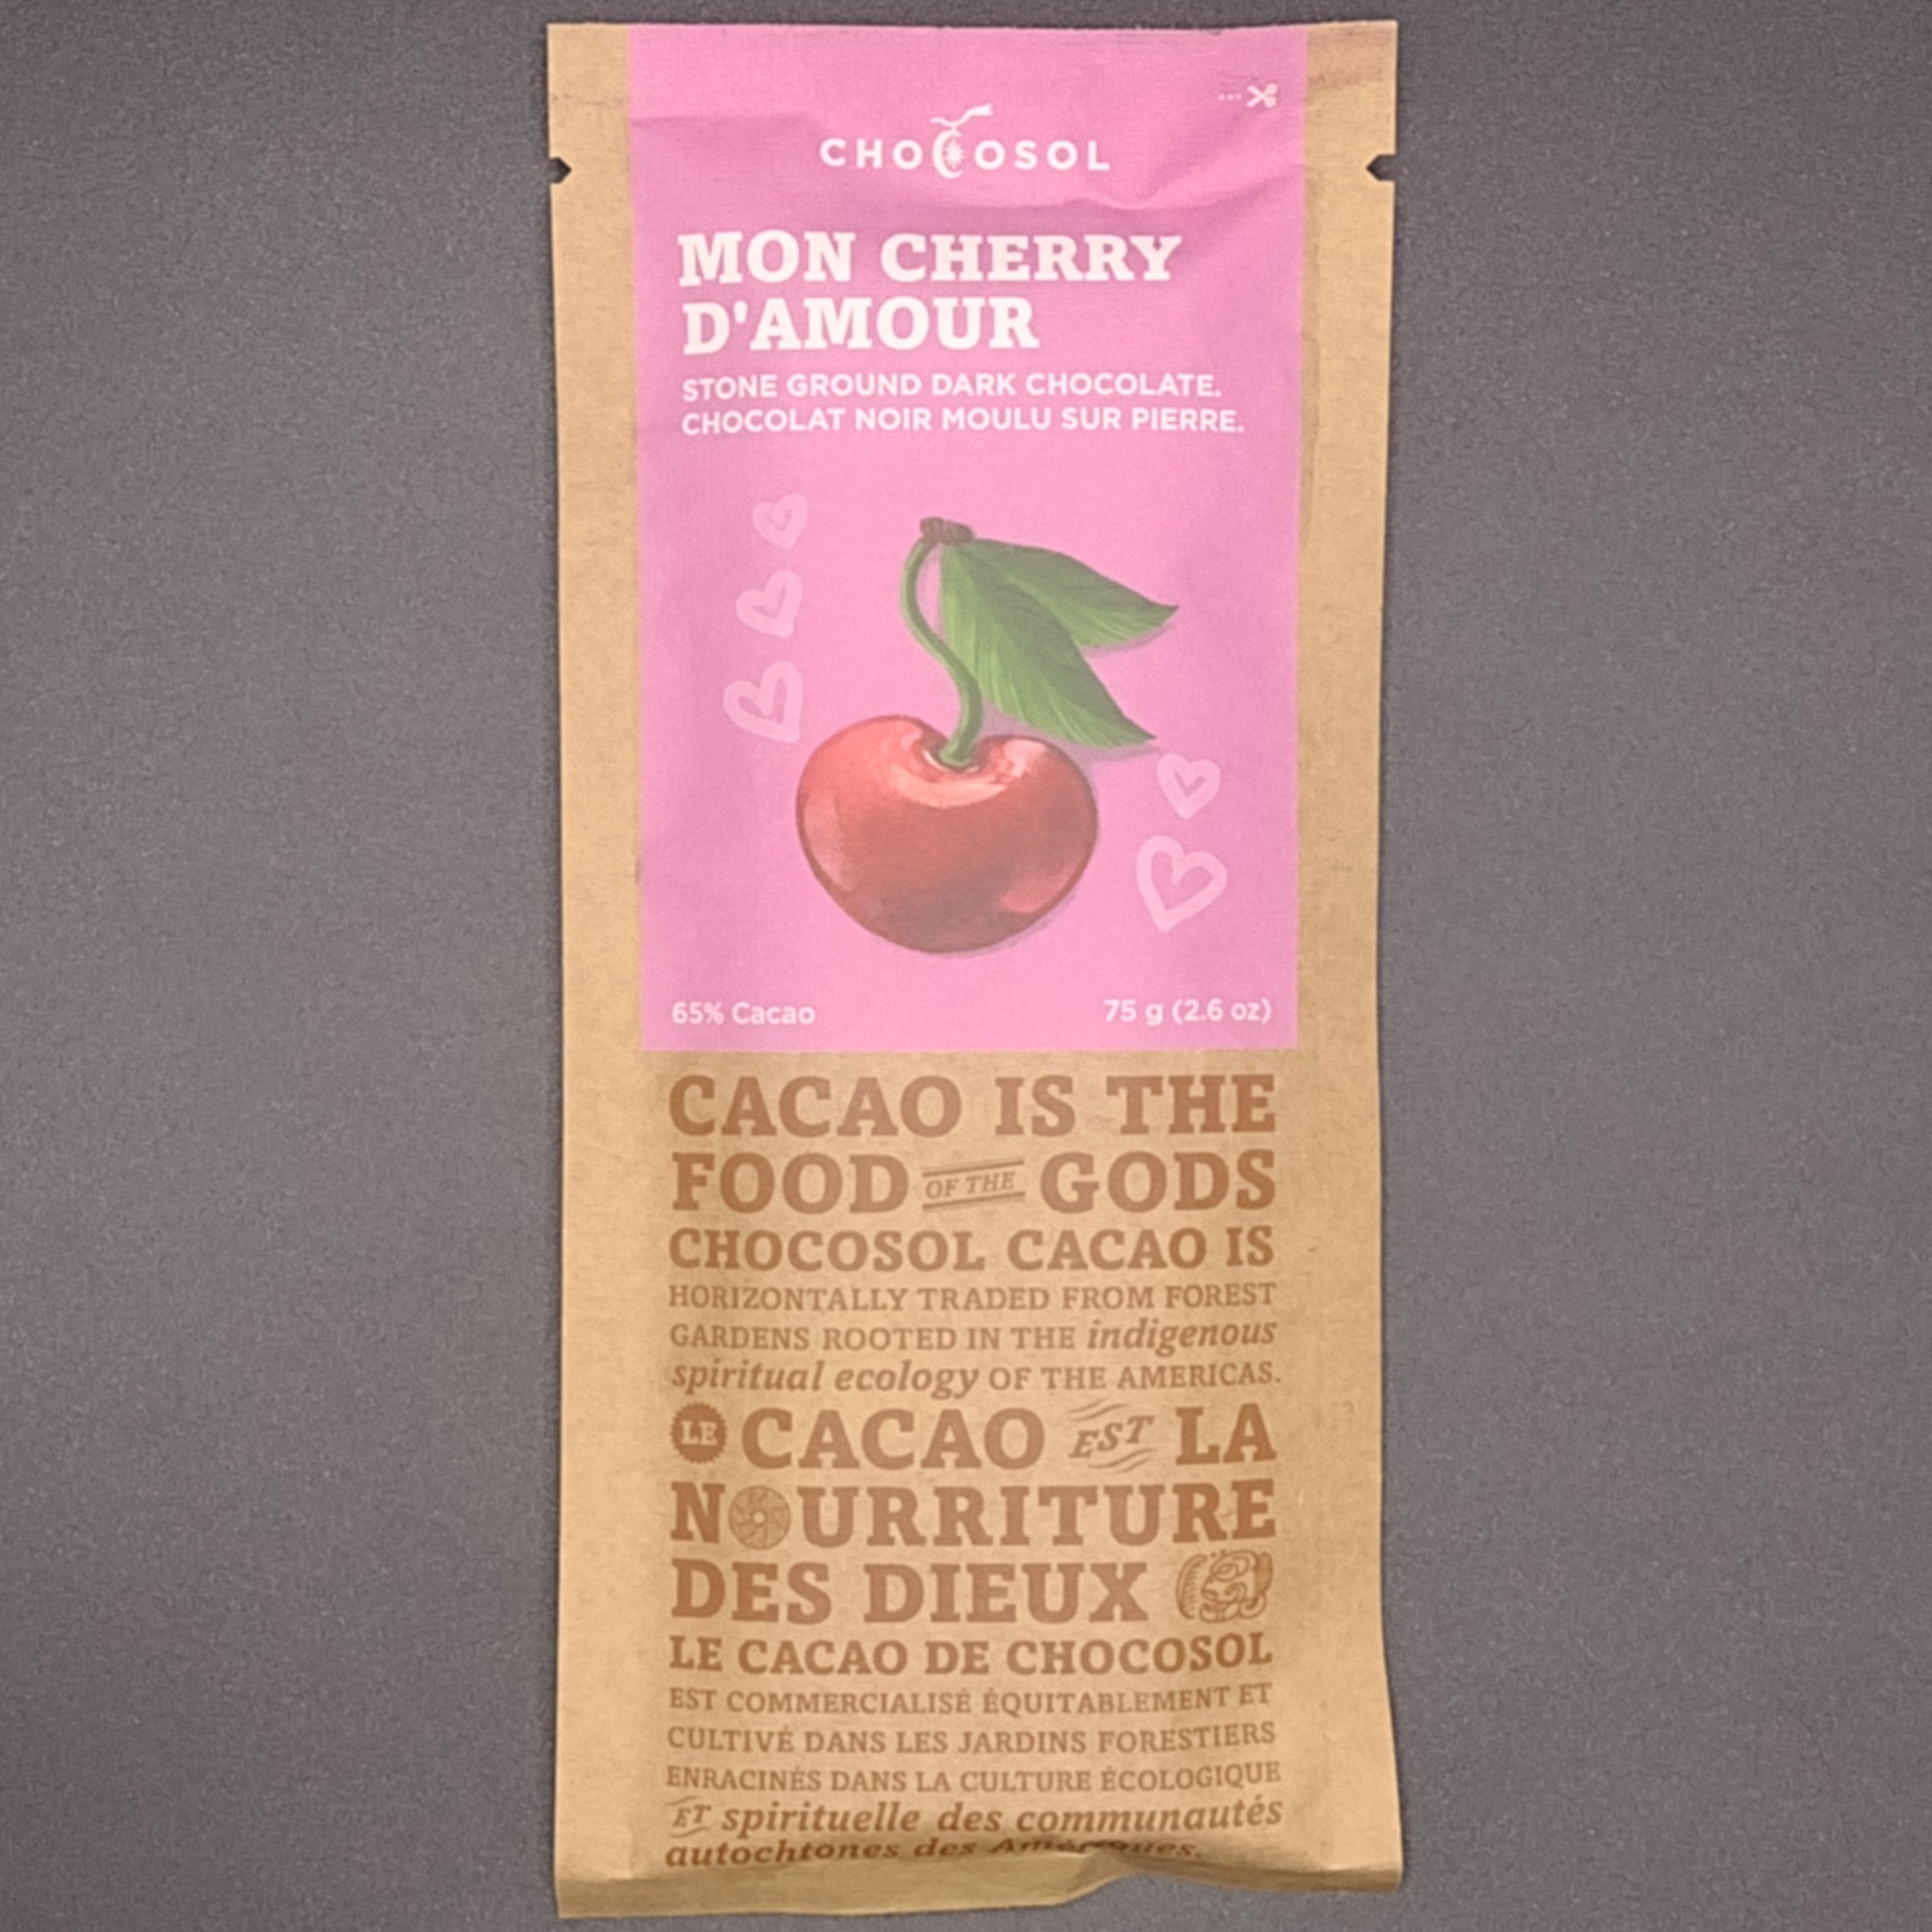 CHOCOSOL
MON CHERRY
D'AMOUR
STONE GROUND DARK CHOCOLATE.
CHOCOLAT NOIR MOULU SUR PIERRE.
65% Cacao
75 g (2.6 oz)
CACAO IS THE
FOOD OF THE GODS
CHOCOSOL CACAO IS
HORIZONTALLY TRADED FROM FOREST
GARDENS ROOTED IN THE indigenous
spiritual ecology OF THE AMERICAS.
LE CACAO EST LA
NOURRITURE
DES DIEUX
LE CACAO DE CHOCOSOL
EST COMMERCIALISÉ ÉQUITABLEMENT ET
CULTIVÉ DANS LES JARDINS FORESTIERS
ENRACINÉS DANS LA CULTURE ÉCOLOGIQUE
ET spirituelle des communautés
autochtones des Amériques.